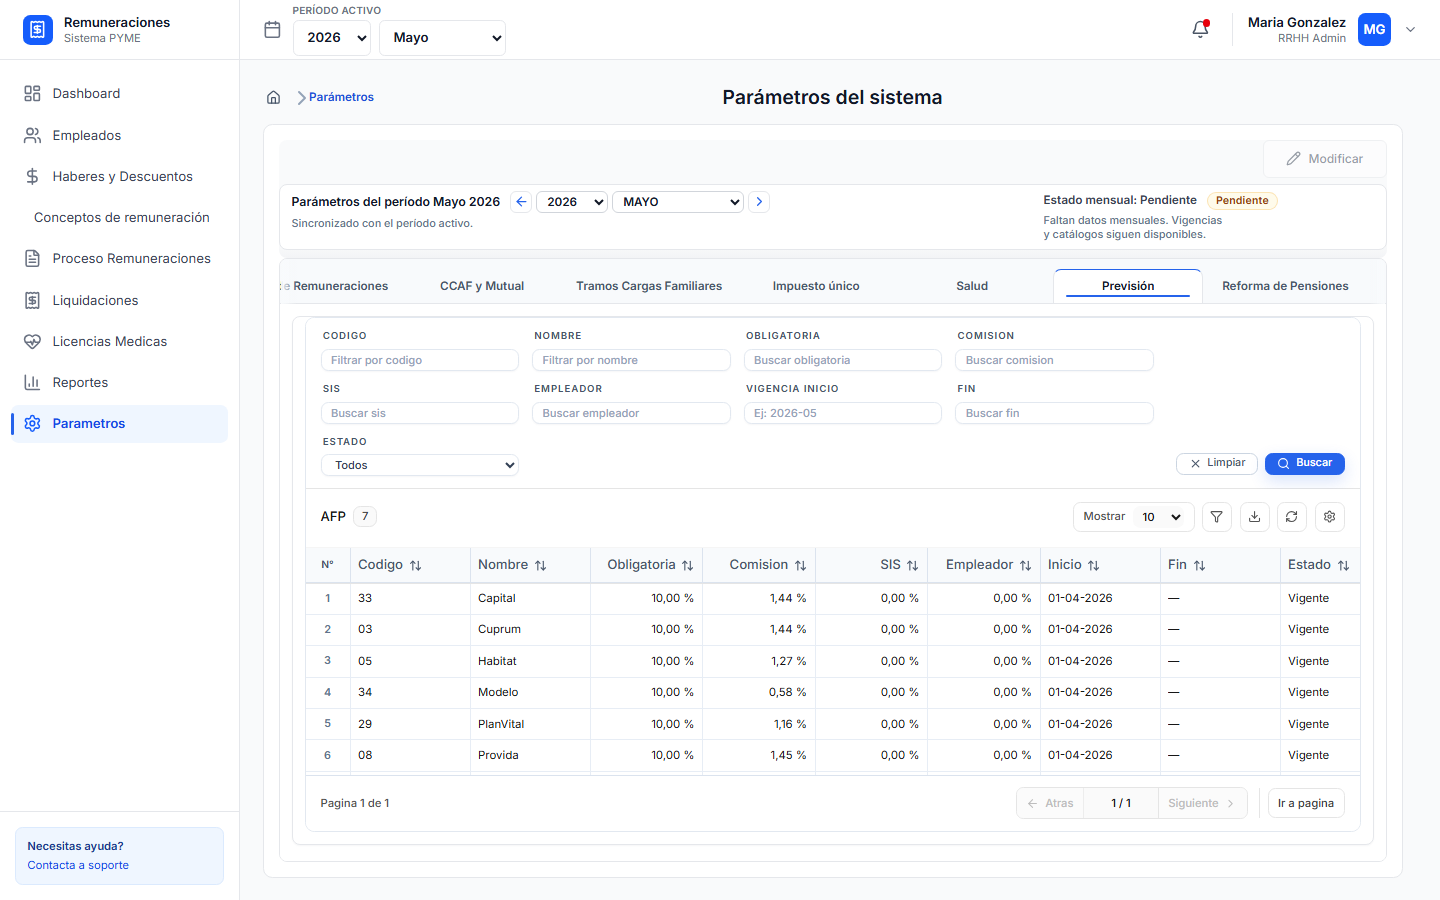 Remuneraciones
Sistema PYME
PERÍODO ACTIVO
2026
Mayo
Maria Gonzalez
RRHH Admin
MG
Dashboard
Empleados
Haberes y Descuentos
Conceptos de remuneración
Proceso Remuneraciones
Liquidaciones
Licencias Medicas
Reportes
Parametros
Necesitas ayuda?
Contacta a soporte
Parámetros
Parámetros del sistema
Modificar
Parámetros del período Mayo 2026
2026
MAYO
Sincronizado con el período activo.
Estado mensual: Pendiente
Pendiente
Faltan datos mensuales. Vigencias
y catálogos siguen disponibles.
e Remuneraciones
CCAF y Mutual
Tramos Cargas Familiares
Impuesto único
Salud
Previsión
Reforma de Pensiones
CODIGO
NOMBRE
OBLIGATORIA
COMISION
Filtrar por codigo
Filtrar por nombre
Buscar obligatoria
Buscar comision
SIS
EMPLEADOR
VIGENCIA INICIO
FIN
Buscar sis
Buscar empleador
Ej: 2026-05
Buscar fin
ESTADO
Todos
Limpiar
Buscar
AFP 7
Mostrar 10
N° Codigo Nombre Obligatoria Comision SIS Empleador Inicio Fin Estado
1 33 Capital 10,00 % 1,44 % 0,00 % 0,00 % 01-04-2026 — Vigente
2 03 Cuprum 10,00 % 1,44 % 0,00 % 0,00 % 01-04-2026 — Vigente
3 05 Habitat 10,00 % 1,27 % 0,00 % 0,00 % 01-04-2026 — Vigente
4 34 Modelo 10,00 % 0,58 % 0,00 % 0,00 % 01-04-2026 — Vigente
5 29 PlanVital 10,00 % 1,16 % 0,00 % 0,00 % 01-04-2026 — Vigente
6 08 Provida 10,00 % 1,45 % 0,00 % 0,00 % 01-04-2026 — Vigente
Pagina 1 de 1
Atras
1 / 1
Siguiente
Ir a pagina